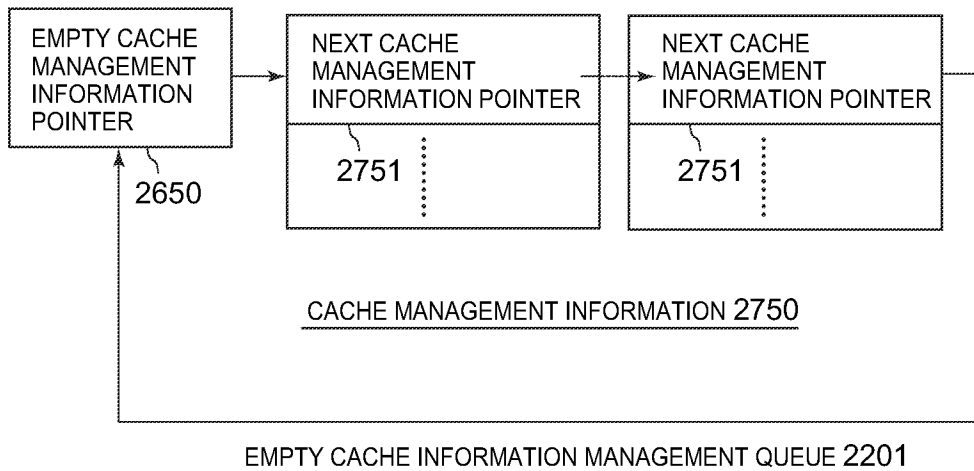 EMPTY CACHE
MANAGEMENT
INFORMATION
POINTER
2650
NEXT CACHE
MANAGEMENT
INFORMATION POINTER
2751
NEXT CACHE
MANAGEMENT
INFORMATION POINTER
2751
CACHE MANAGEMENT INFORMATION 2750
EMPTY CACHE INFORMATION MANAGEMENT QUEUE 2201